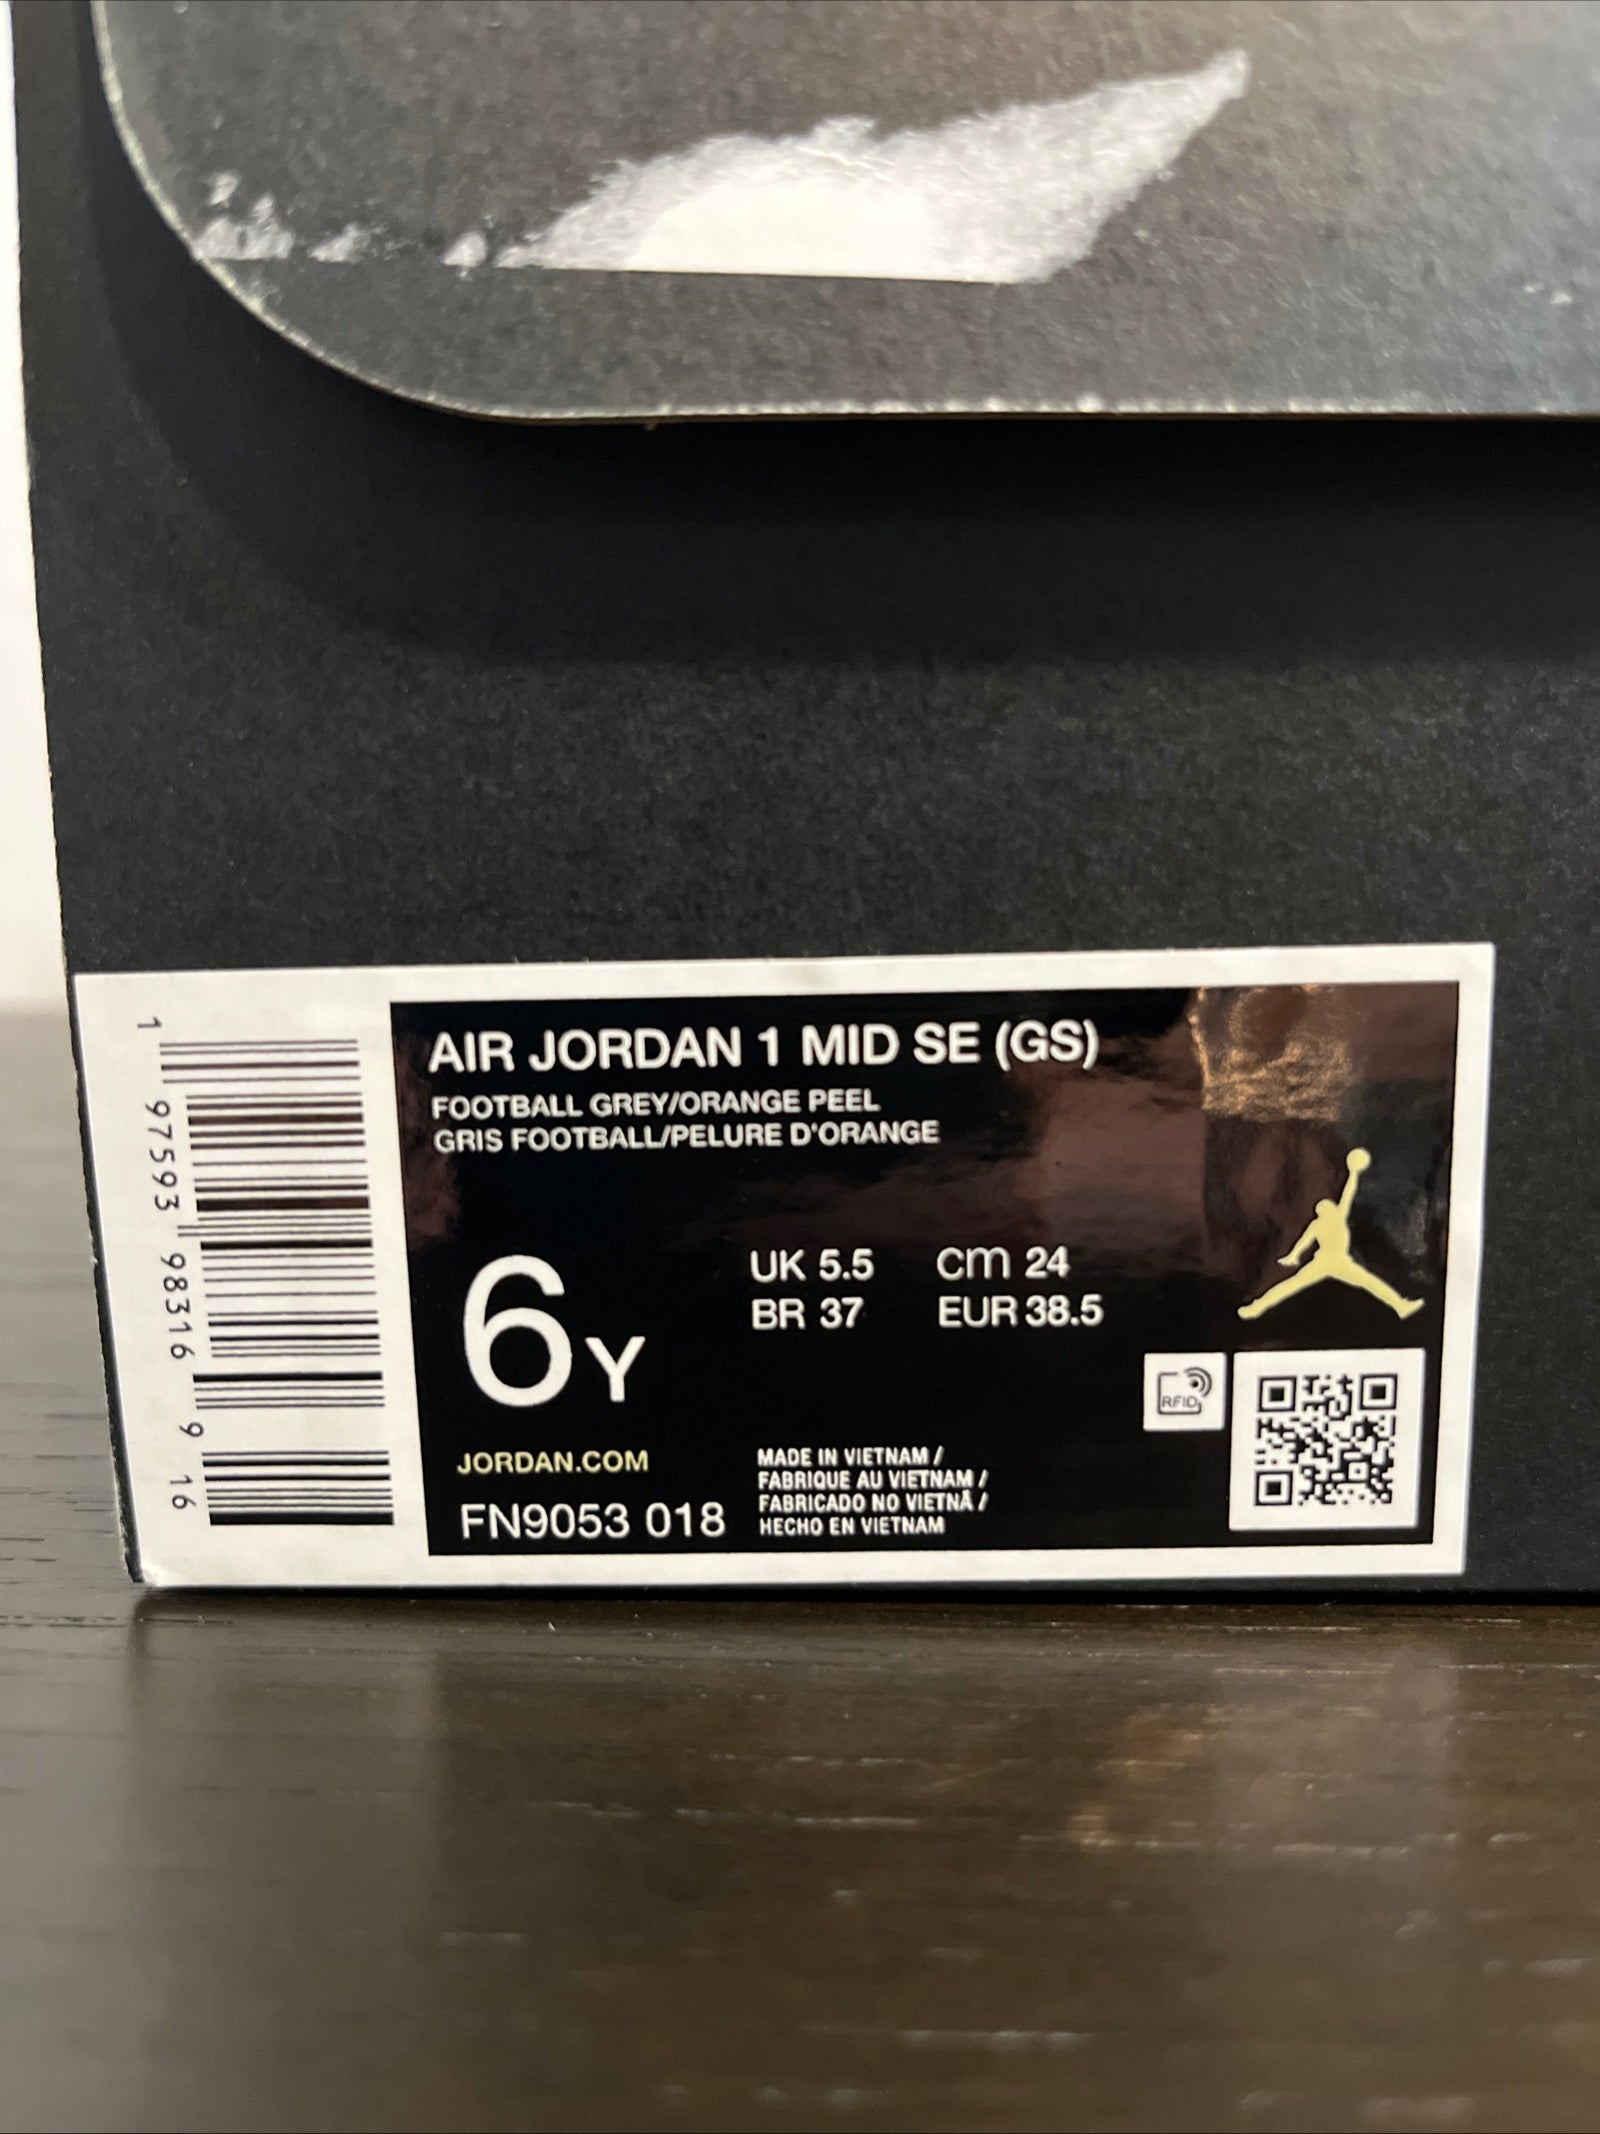 AIR JORDAN 1 MID SE (GS)
FOOTBALL GREY/ORANGE PEEL
GRIS FOOTBALL/PELURE D'ORANGE
6Y
UK 5.5 CM 24
BR 37 EUR 38.5
RFID
JORDAN.COM
FN9053 018
MADE IN VIETNAM /
FABRIQUE AU VIETNAM /
FABRICADO NO VIETNÃ /
HECHO EN VIETNAM
1 97593 98316 9 16